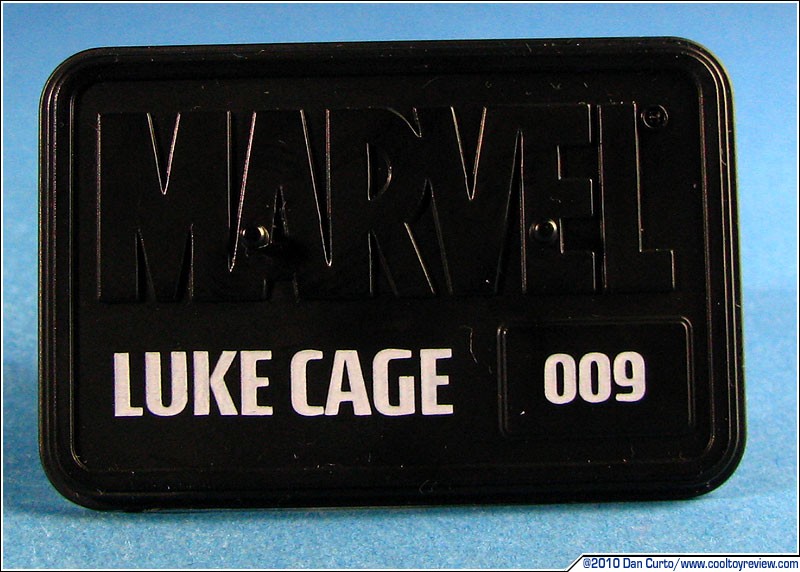 MARVEL®
LUKE CAGE
009
©2010 Dan Curto/www.cooltoyreview.com